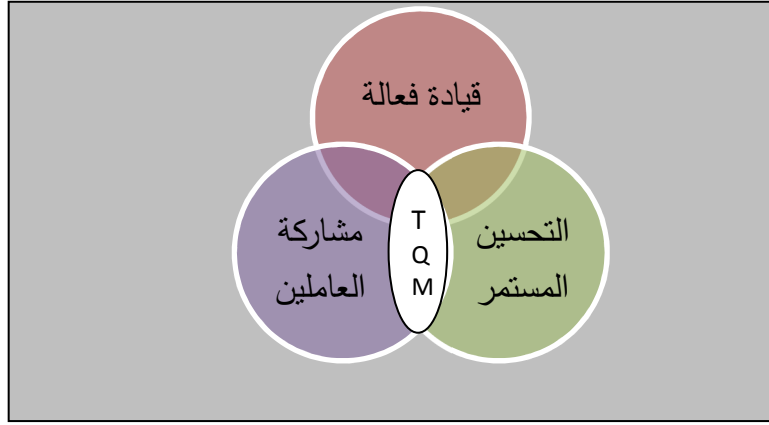 قيادة فعالة
مشاركة
العاملين
T
Q
M
التحسين
المستمر